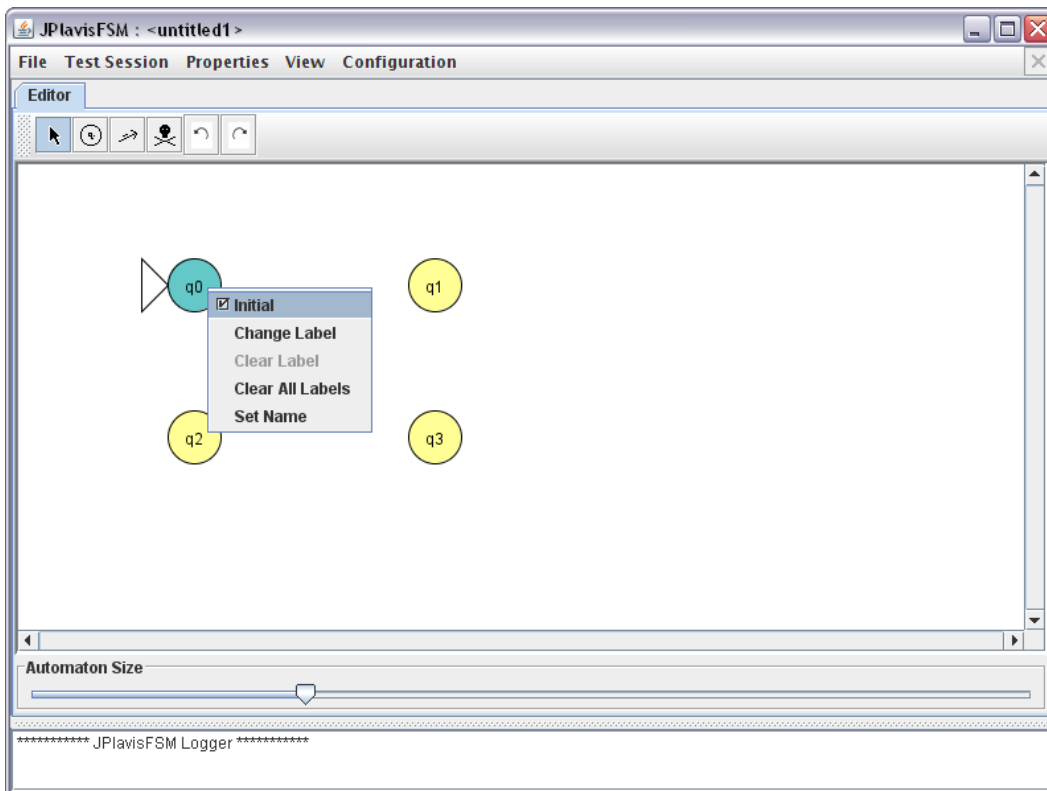 JPlavisFSM : <untitled1>
File Test Session Properties View Configuration
Editor
q0
q1
Initial
Change Label
Clear Label
Clear All Labels
Set Name
q2
q3
Automaton Size
*********** JPlavisFSM Logger ***********